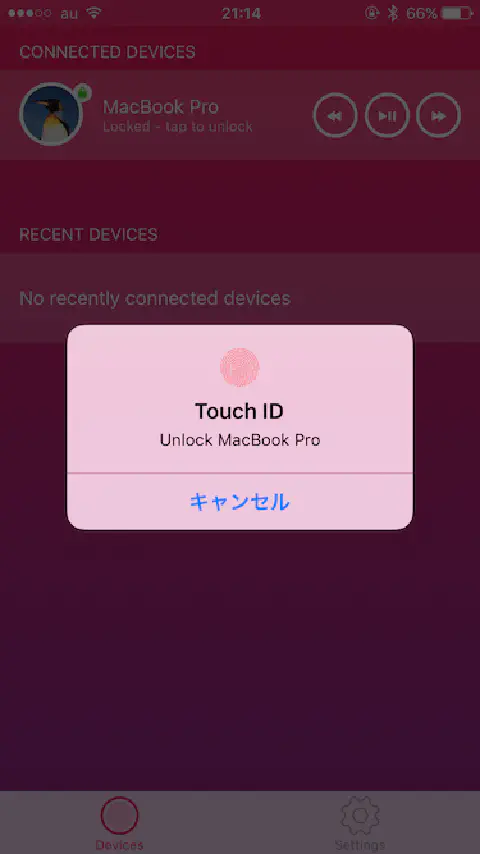 au
21:14
66%
CONNECTED DEVICES
MacBook Pro
Locked - tap to unlock
RECENT DEVICES
No recently connected devices
Touch ID
Unlock MacBook Pro
キャンセル
Devices
Settings